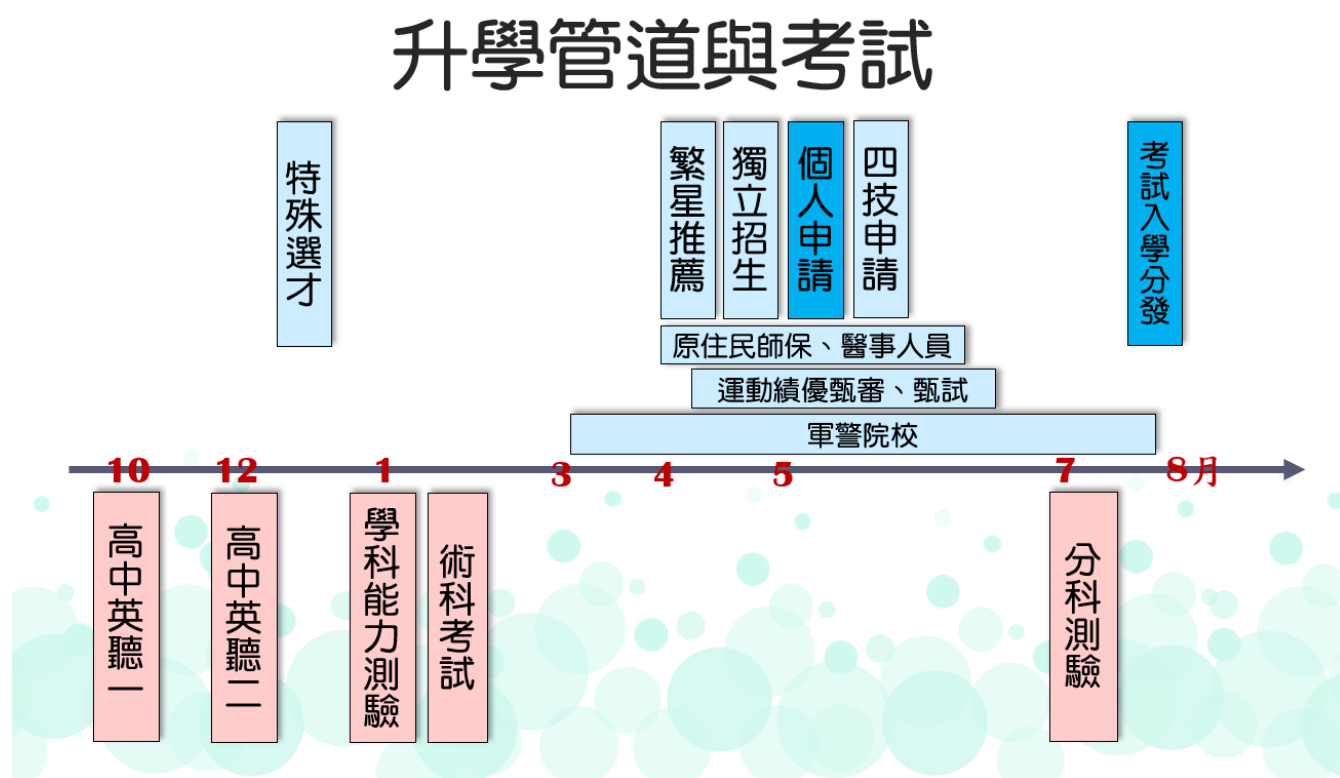 升學管道與考試
特殊選才
繁星推薦
獨立招生
個人申請
四技申請
考試入學分發
原住民師保、醫事人員
運動績優甄審、甄試
軍警院校
10
12
1
3
4
5
7
8月
高中英聽一
高中英聽二
學科能力測驗
術科考試
分科測驗